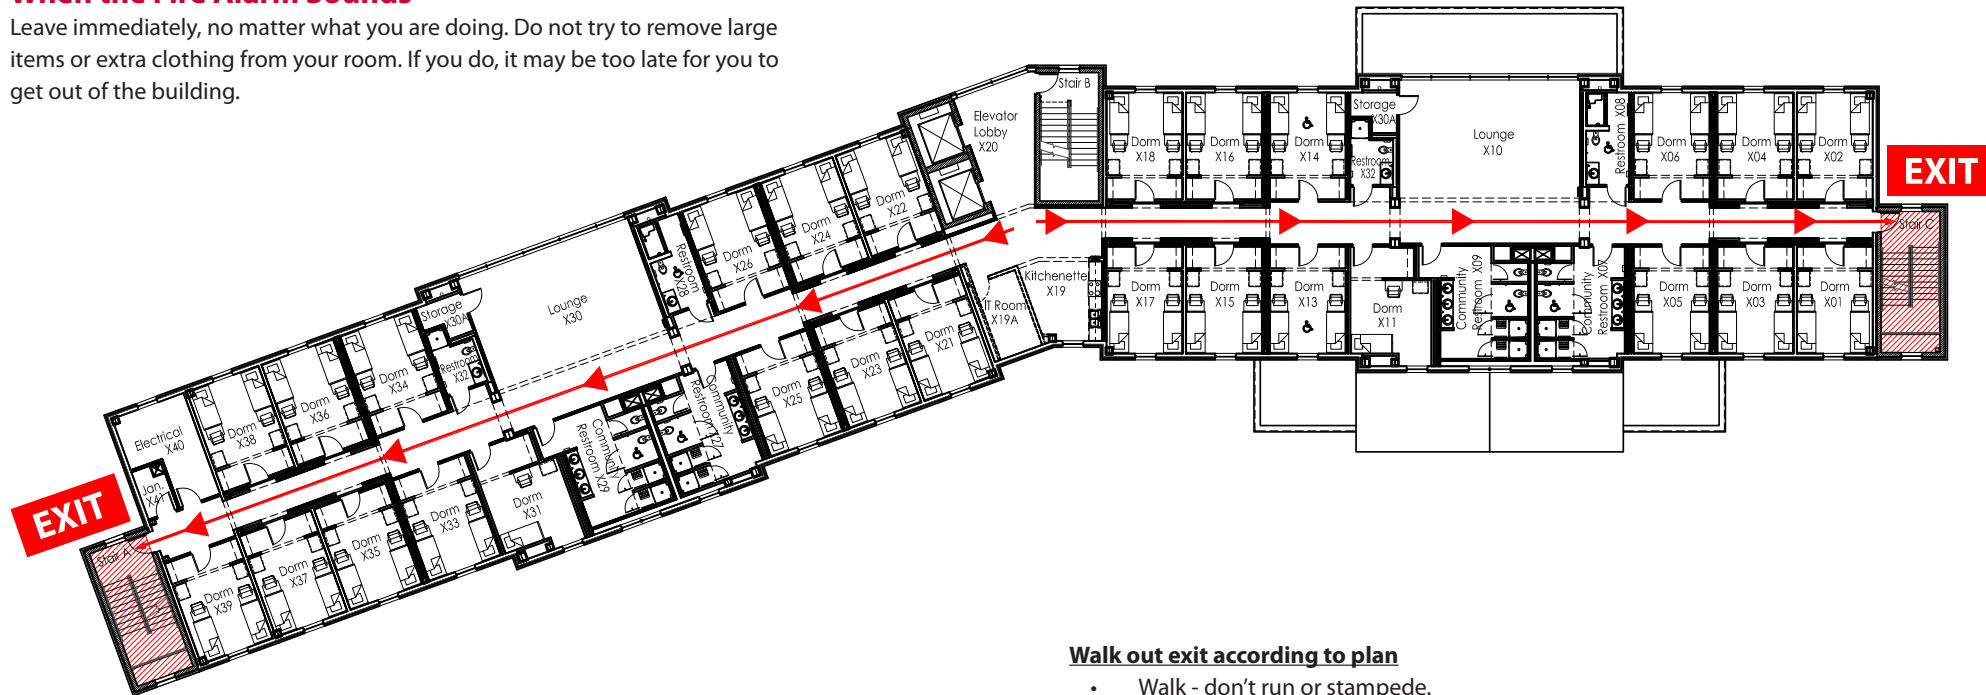 When the Fire Alarm Sounds
Leave immediately, no matter what you are doing. Do not try to remove large
items or extra clothing from your room. If you do, it may be too late for you to
get out of the building.
Stair B
Elevator
Lobby
X20
Dorm
X18
Dorm
X16
Dorm
X14
Storage
X30A
Restroom
X32
Lounge
X10
Restroom X08
Dorm
X06
Dorm
X04
Dorm
X02
EXIT
Stair C
Dorm
X22
Dorm
X24
Dorm
X26
Restroom
X28
Lounge
X30
Storage
X30A
Restroom
X32
Dorm
X34
Dorm
X36
Dorm
X38
Electrical
X40
Jan.
X41
EXIT
Stair A
Kitchenette
X19
IT Room
X19A
Dorm
X17
Dorm
X15
Dorm
X13
Dorm
X11
Community
Restroom X09
Community
Restroom X07
Dorm
X05
Dorm
X03
Dorm
X01
Dorm
X21
Dorm
X23
Dorm
X25
Community
Restroom X27
Community
Restroom X29
Dorm
X31
Dorm
X33
Dorm
X35
Dorm
X37
Dorm
X39
Walk out exit according to plan
• Walk - don't run or stampede.